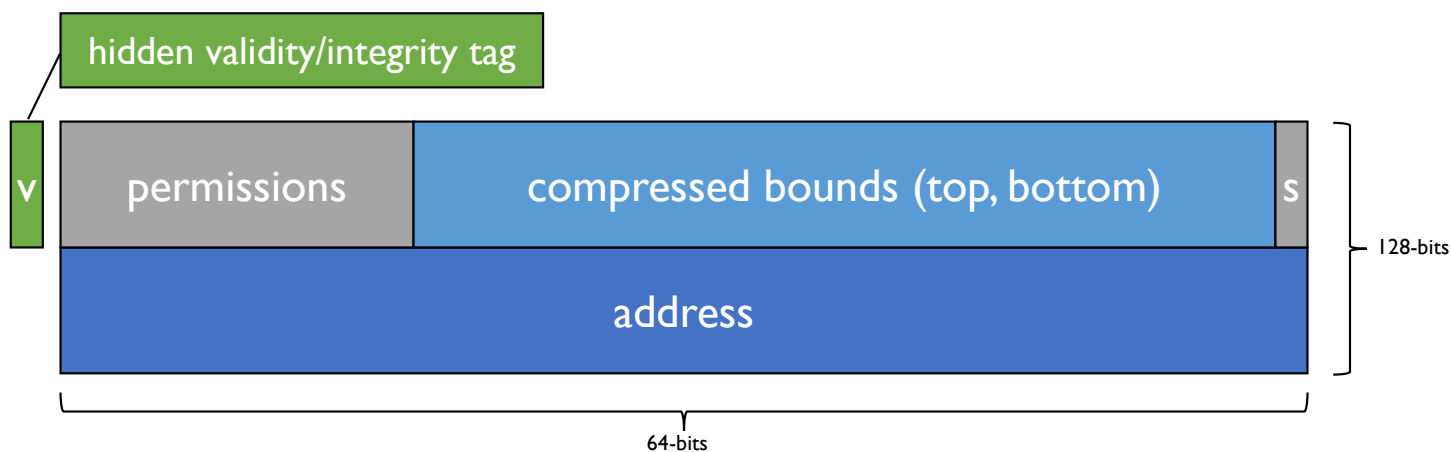 hidden validity/integrity tag
v
permissions
compressed bounds (top, bottom)
s
128-bits
address
64-bits